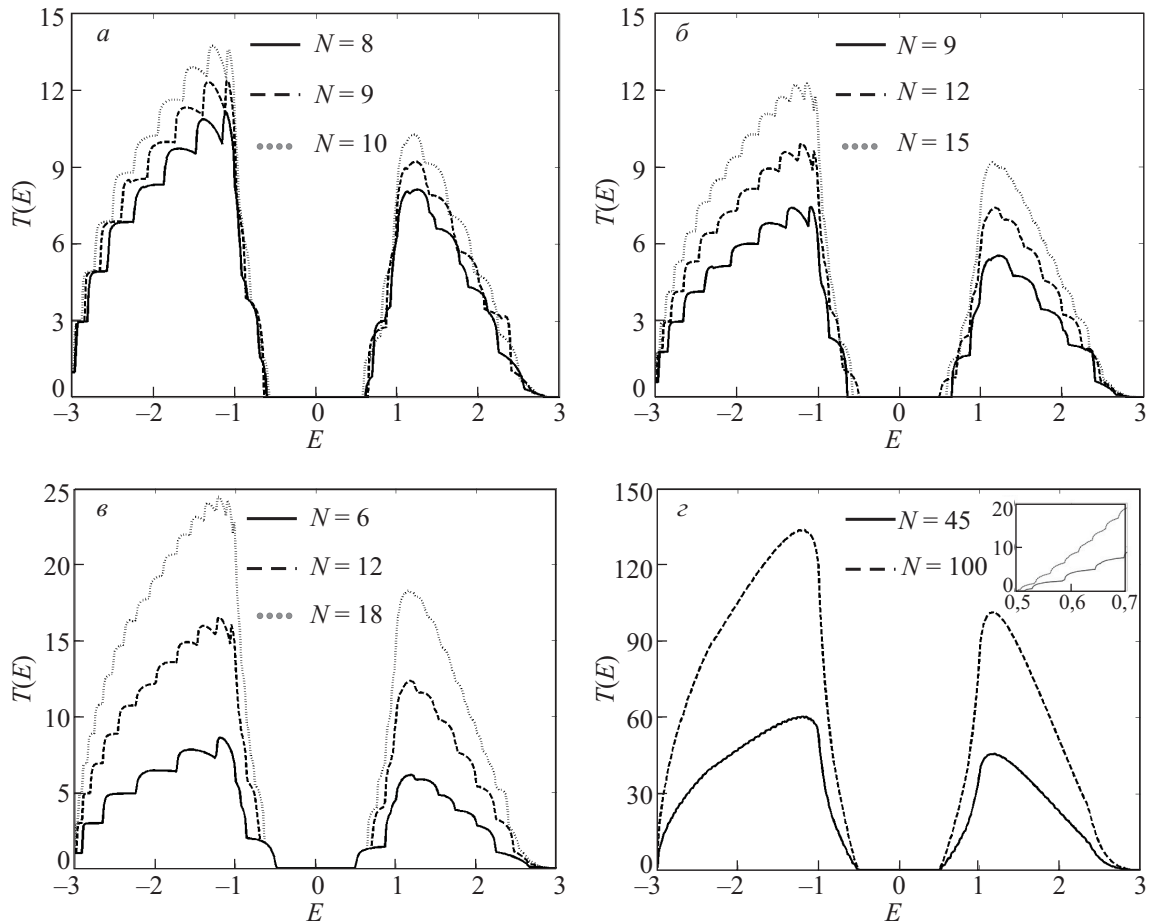 а
N = 8
N = 9
N = 10
T(E)
15
12
9
6
3
0
–3 –2 –1 0 1 2 3
E
б
N = 9
N = 12
N = 15
T(E)
15
12
9
6
3
0
–3 –2 –1 0 1 2 3
E
в
N = 6
N = 12
N = 18
T(E)
25
20
15
10
5
0
–3 –2 –1 0 1 2 3
E
г
N = 45
N = 100
T(E)
150
120
90
60
30
0
–3 –2 –1 0 1 2 3
E
20
10
0
0,5 0,6 0,7